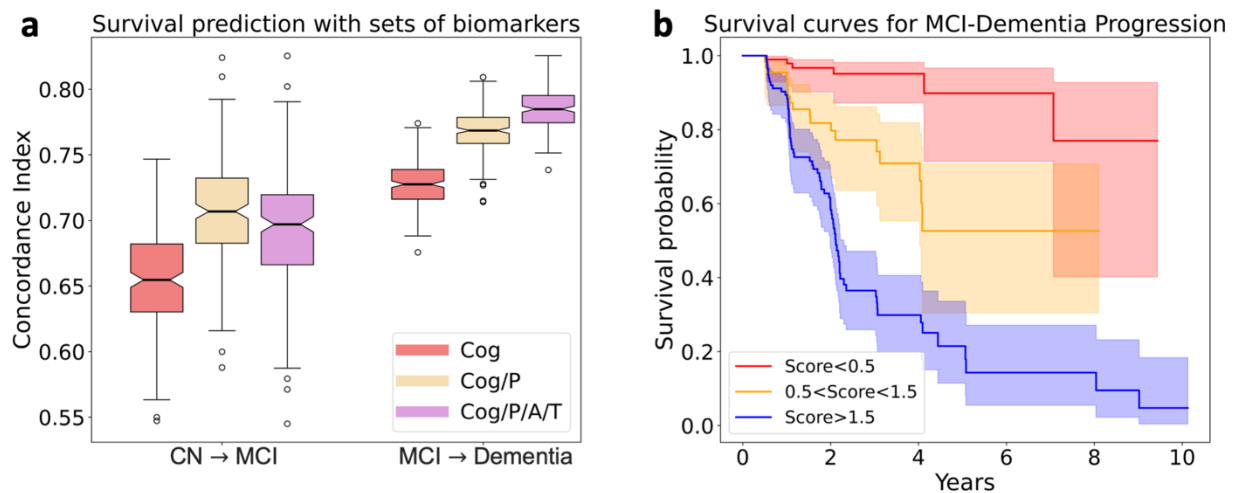 a
Survival prediction with sets of biomarkers
Concordance Index
0.80
0.75
0.70
0.65
0.60
0.55
Cog
Cog/P
Cog/P/A/T
CN → MCI
MCI → Dementia
b
Survival curves for MCI-Dementia Progression
Survival probability
1.0
0.8
0.6
0.4
0.2
0.0
Score<0.5
0.5<Score<1.5
Score>1.5
0
2
4
6
8
10
Years